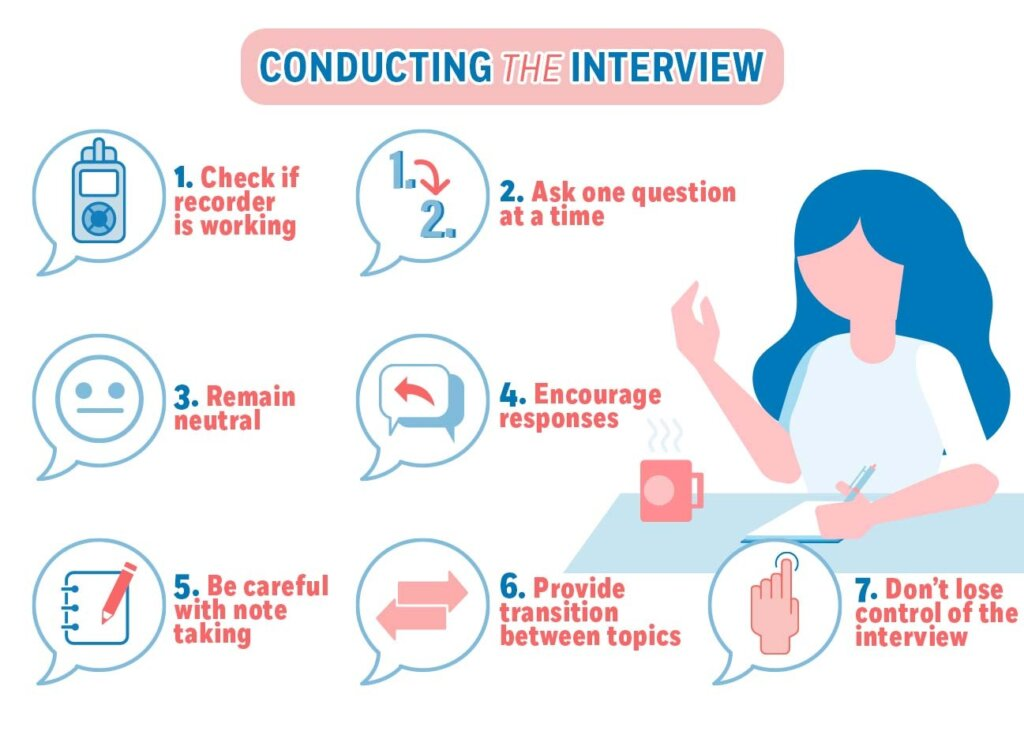 CONDUCTING THE INTERVIEW
1. Check if
recorder
is working
1.
2.
2. Ask one question
at a time
3. Remain
neutral
4. Encourage
responses
5. Be careful
with note
taking
6. Provide
transition
between topics
7. Don’t lose
control of the
interview